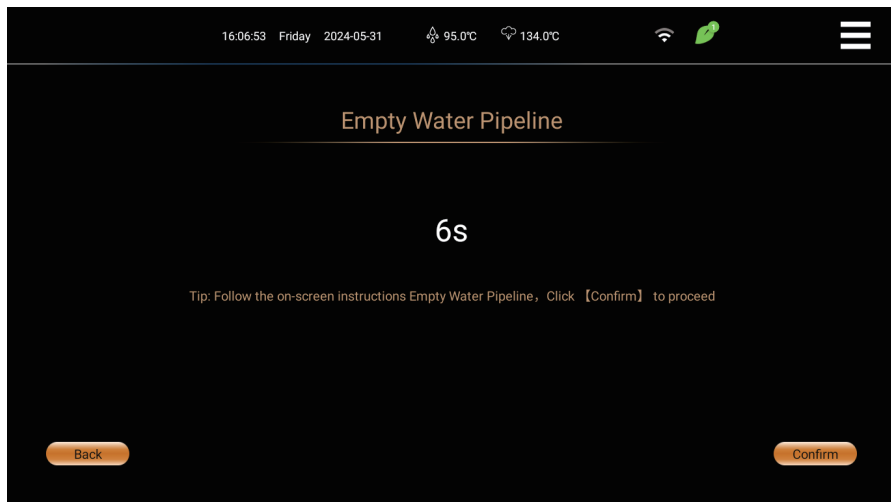 16:06:53 Friday 2024-05-31 95.0℃ 134.0℃ 1
Empty Water Pipeline
6s
Tip: Follow the on-screen instructions Empty Water Pipeline，Click 【Confirm】 to proceed
Back Confirm